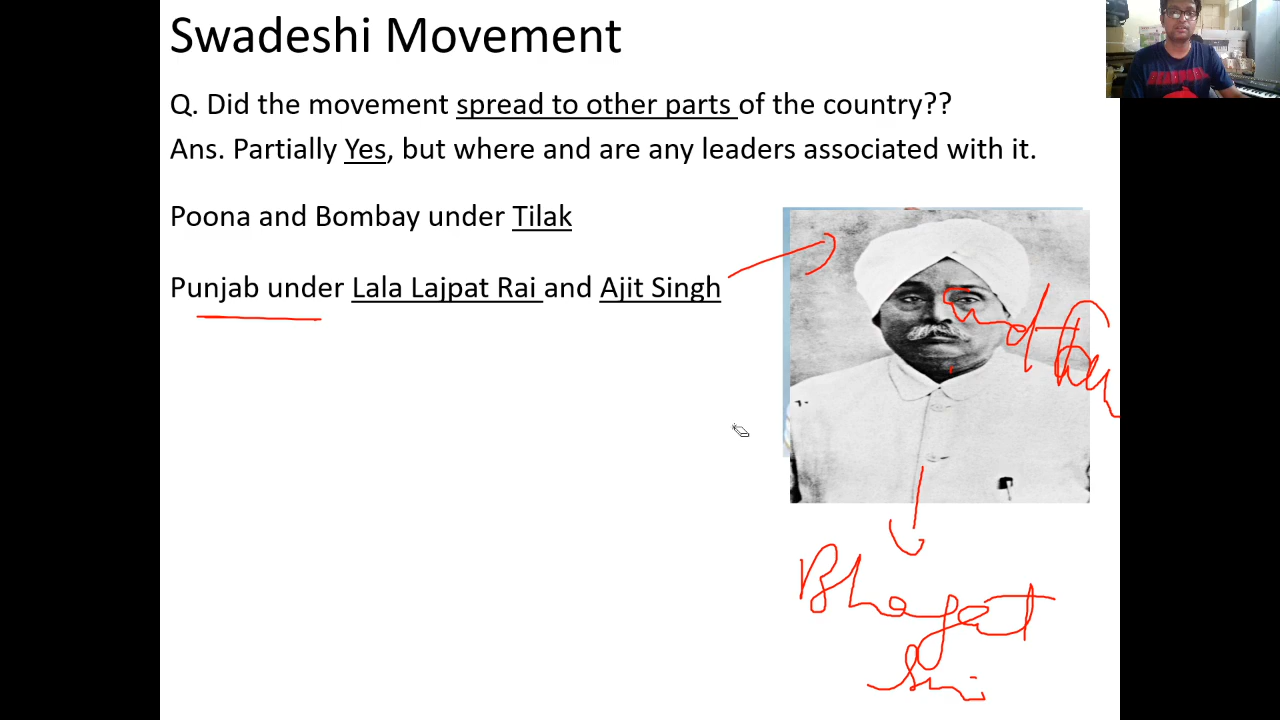 Swadeshi Movement
Q. Did the movement spread to other parts of the country??
Ans. Partially Yes, but where and are any leaders associated with it.
Poona and Bombay under Tilak
Punjab under Lala Lajpat Rai and Ajit Singh
Bhagat